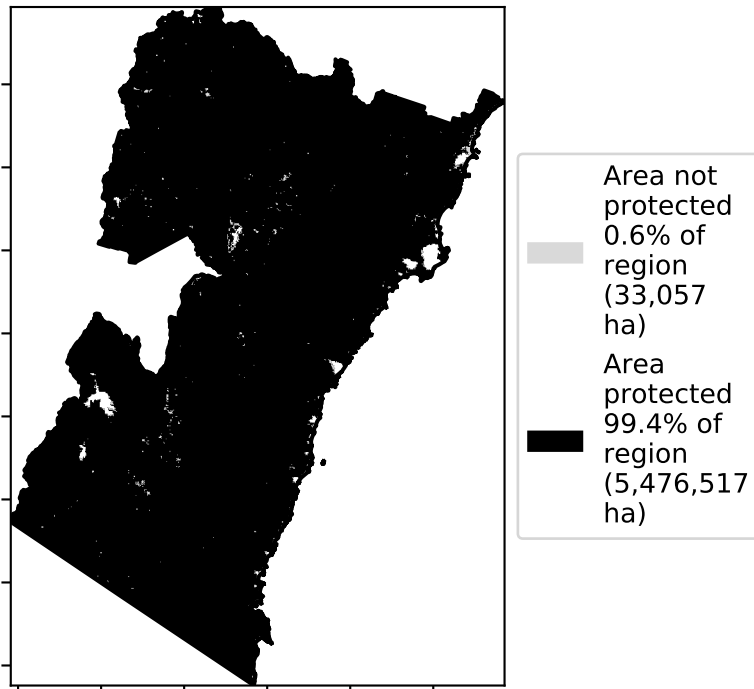 Area not
protected
0.6% of
region
(33,057
ha)
Area
protected
99.4% of
region
(5,476,517
ha)